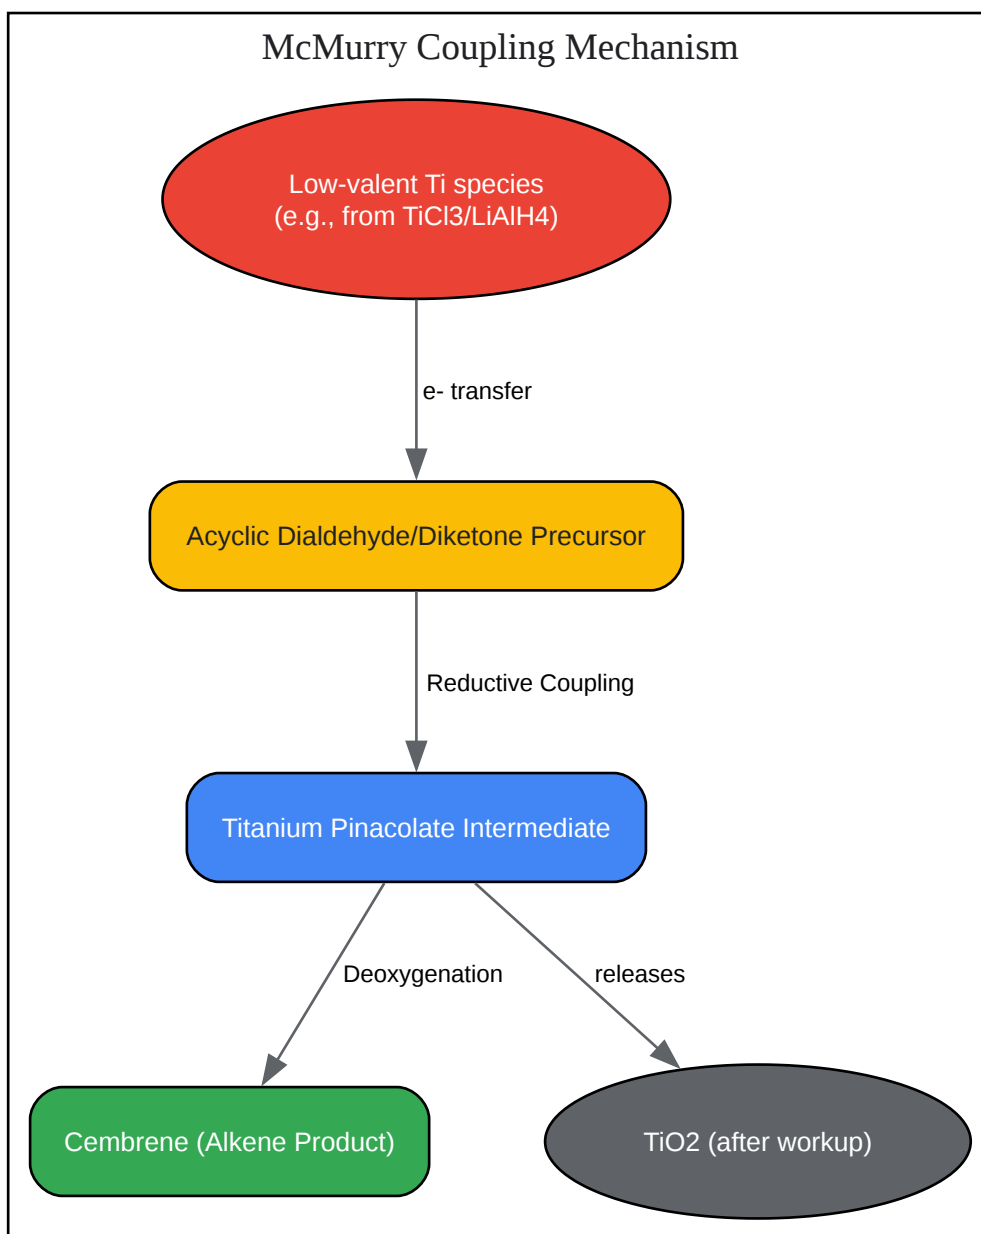 McMurry Coupling Mechanism
Low-valent Ti species
(e.g., from TiCl3/LiAlH4)
e- transfer
Acyclic Dialdehyde/Diketone Precursor
Reductive Coupling
Titanium Pinacolate Intermediate
Deoxygenation
releases
Cembrene (Alkene Product)
TiO2 (after workup)